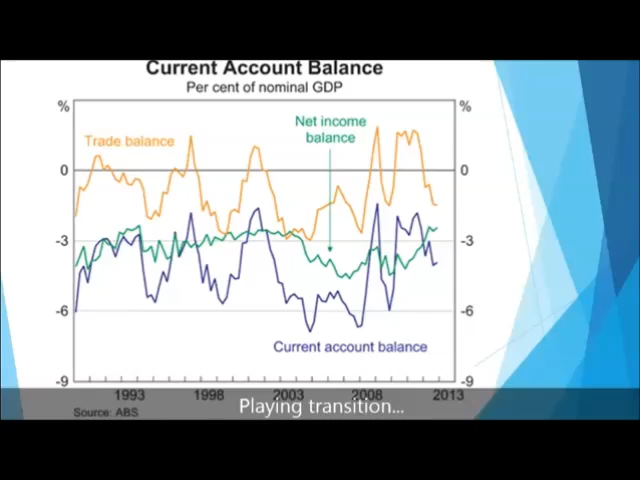 Current Account Balance
Per cent of nominal GDP
% %
Net income
balance
Trade balance
0 0
-3 -3
-6 -6
Current account balance
-9 -9
1993 1998 2003 2008 2013
Playing transition...
Source: ABS